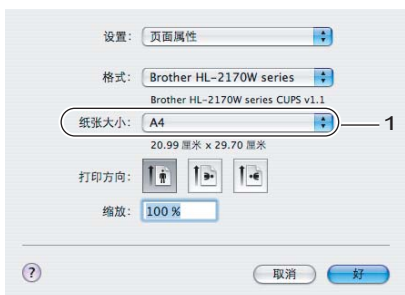 设置: 页面属性
格式: Brother HL-2170W series
Brother HL-2170W series CUPS v1.1
纸张大小: A4 1
20.99 厘米 x 29.70 厘米
打印方向:
缩放: 100 %
? 取消 好